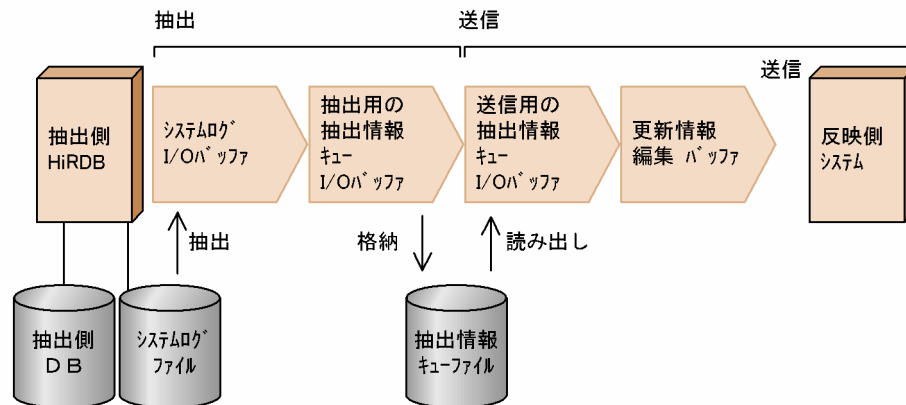 抽出
送信
送信
抽出側
HiRDB
ｼｽﾃﾑﾛｸﾞ
I/Oﾊﾞｯﾌｧ
抽出用の
抽出情報
ｷｭｰ
I/Oﾊﾞｯﾌｧ
送信用の
抽出情報
ｷｭｰ
I/Oﾊﾞｯﾌｧ
更新情報
編集 ﾊﾞｯﾌｧ
反映側
ｼｽﾃﾑ
抽出
格納
読み出し
抽出側
ＤＢ
ｼｽﾃﾑﾛｸﾞ
ﾌｧｲﾙ
抽出情報
ｷｭｰﾌｧｲﾙ